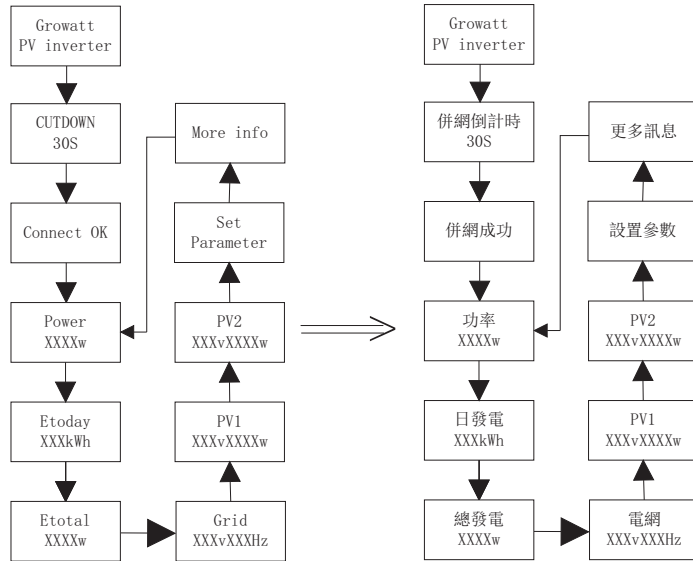 Growatt
PV inverter
CUTDOWN
30S
Connect OK
Power
XXXXw
Etoday
XXXkWh
Etotal
XXXXw
Grid
XXXvXXXHz
PV1
XXXvXXXXw
PV2
XXXvXXXXw
Set
Parameter
More info
Growatt
PV inverter
併網倒計時
30S
併網成功
功率
XXXXw
日發電
XXXkWh
總發電
XXXXw
電網
XXXvXXXHz
PV1
XXXvXXXXw
PV2
XXXvXXXXw
設置參數
更多訊息